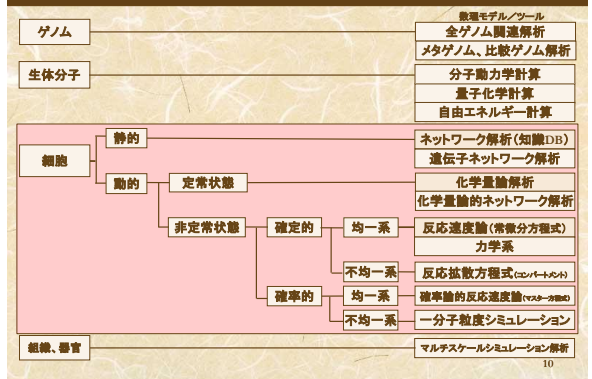 数理モデル／ツール
ゲノム
全ゲノム関連解析
メタゲノム、比較ゲノム解析
生体分子
分子動力学計算
量子化学計算
自由エネルギー計算
細胞
静的
ネットワーク解析(知識DB)
遺伝子ネットワーク解析
動的
定常状態
化学量論解析
化学量論的ネットワーク解析
非定常状態
確定的
均一系
反応速度論(常微分方程式)
力学系
不均一系
反応拡散方程式(コンパートメント)
確率的
均一系
確率論的反応速度論(マスター方程式)
不均一系
一分子粒度シミュレーション
組織、器官
マルチスケールシミュレーション解析
10